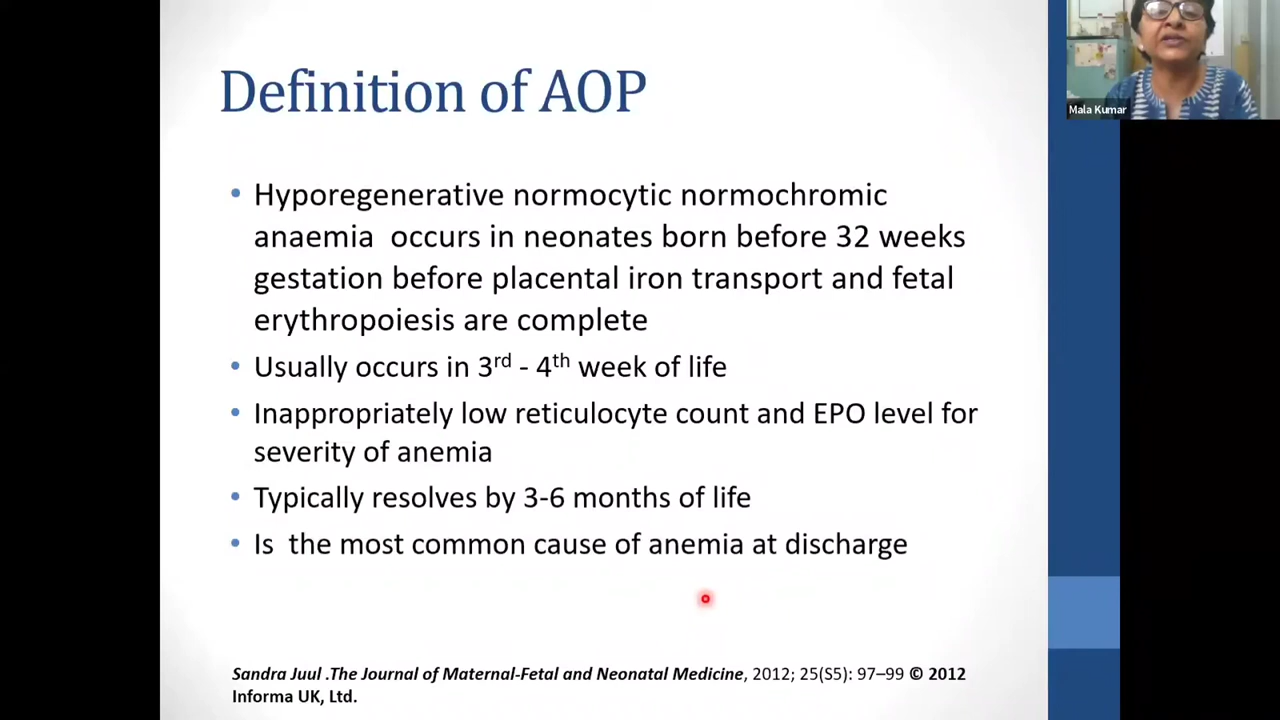 Definition of AOP
• Hyporegenerative normocytic normochromic
anaemia  occurs in neonates born before 32 weeks
gestation before placental iron transport and fetal
erythropoiesis are complete
• Usually occurs in 3rd - 4th week of life
• Inappropriately low reticulocyte count and EPO level for
severity of anemia
• Typically resolves by 3-6 months of life
• Is  the most common cause of anemia at discharge
Sandra Juul .The Journal of Maternal-Fetal and Neonatal Medicine, 2012; 25(S5): 97–99 © 2012
Informa UK, Ltd.
Mala Kumar